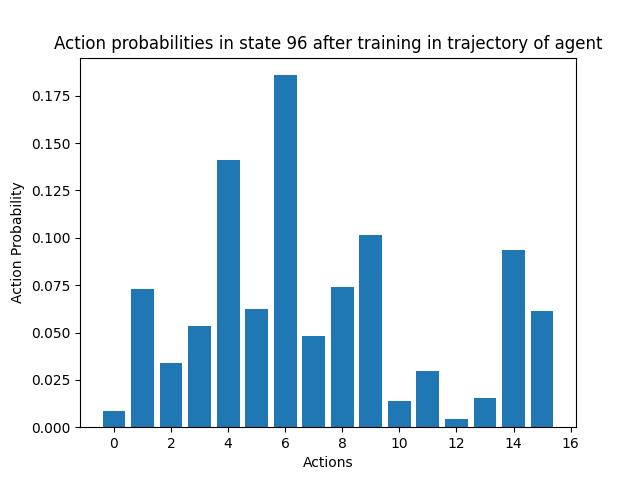 Action probabilities in state 96 after training in trajectory of agent
Action Probability
0.175
0.150
0.125
0.100
0.075
0.050
0.025
0.000
0 2 4 6 8 10 12 14 16
Actions